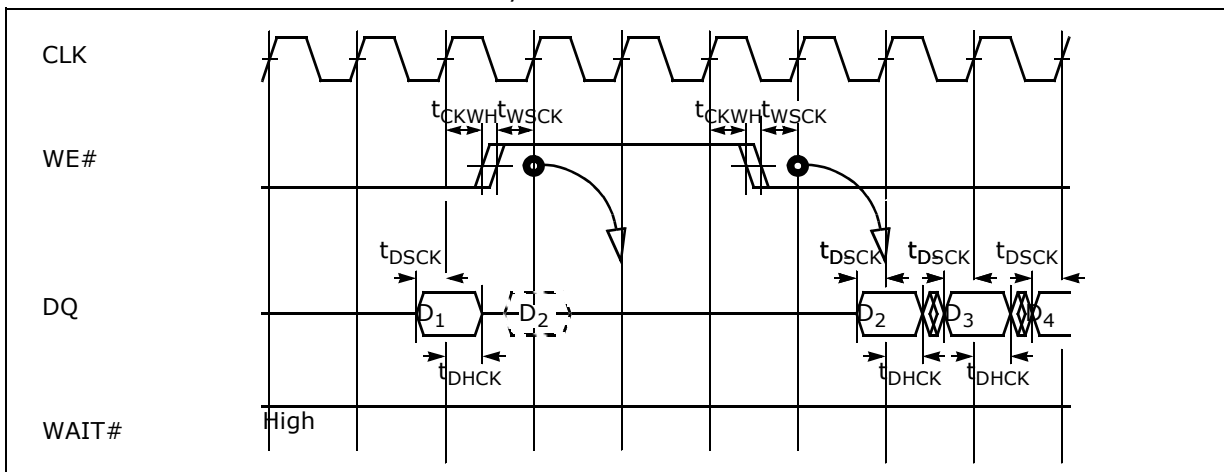 CLK
tCKWH tWSCK tCKWH tWSCK
WE#
tDSCK tDSCK tDSCK tDSCK
DQ
D1 D2 D2 D3 D4
tDHCK tDHCK tDHCK
High
WAIT#